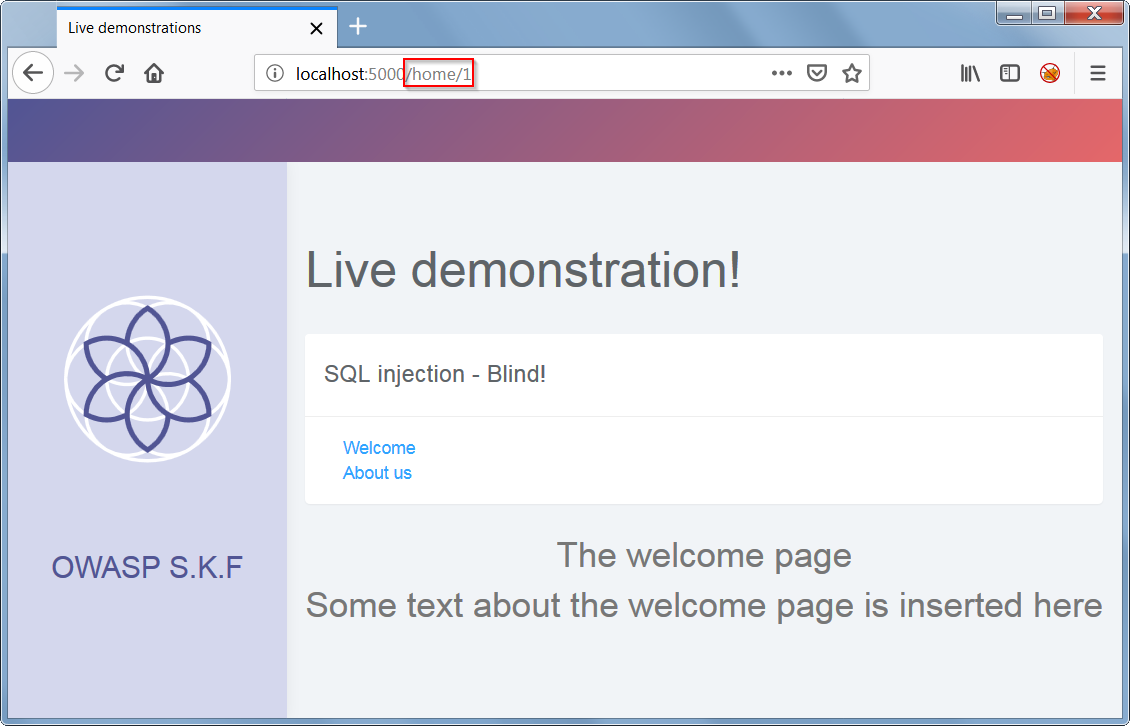 Live demonstrations
localhost:5000/home/1
Live demonstration!
SQL injection - Blind!
Welcome
About us
OWASP S.K.F
The welcome page
Some text about the welcome page is inserted here